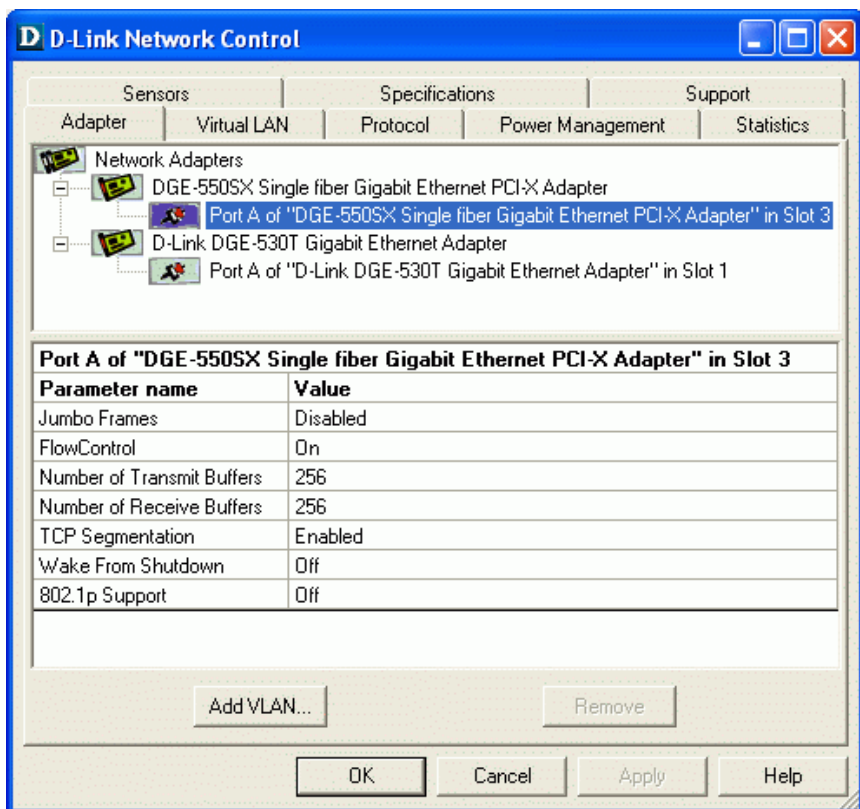 D D-Link Network Control
Sensors Specifications Support
Adapter Virtual LAN Protocol Power Management Statistics
Network Adapters
DGE-550SX Single fiber Gigabit Ethernet PCI-X Adapter
Port A of "DGE-550SX Single fiber Gigabit Ethernet PCI-X Adapter" in Slot 3
D-Link DGE-530T Gigabit Ethernet Adapter
Port A of "D-Link DGE-530T Gigabit Ethernet Adapter" in Slot 1
Port A of "DGE-550SX Single fiber Gigabit Ethernet PCI-X Adapter" in Slot 3
Parameter name Value
Jumbo Frames Disabled
FlowControl On
Number of Transmit Buffers 256
Number of Receive Buffers 256
TCP Segmentation Enabled
Wake From Shutdown Off
802.1p Support Off
Add VLAN... Remove
OK Cancel Apply Help